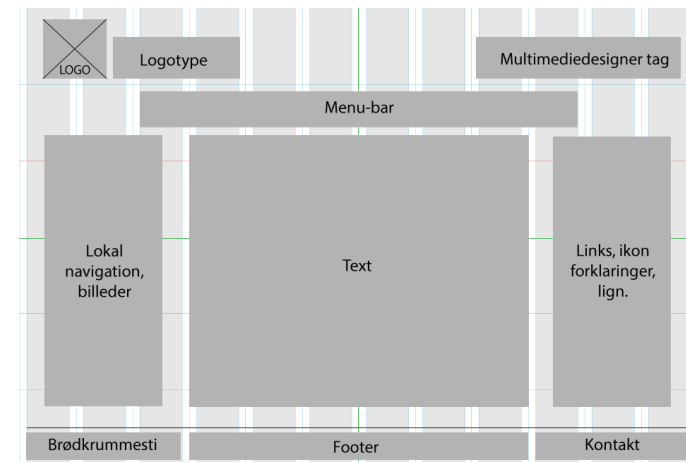 LOGO
Logotype
Multimediedesigner tag
Menu-bar
Lokal
navigation,
billeder
Text
Links, ikon
forklaringer,
lign.
Brødkrummesti
Footer
Kontakt